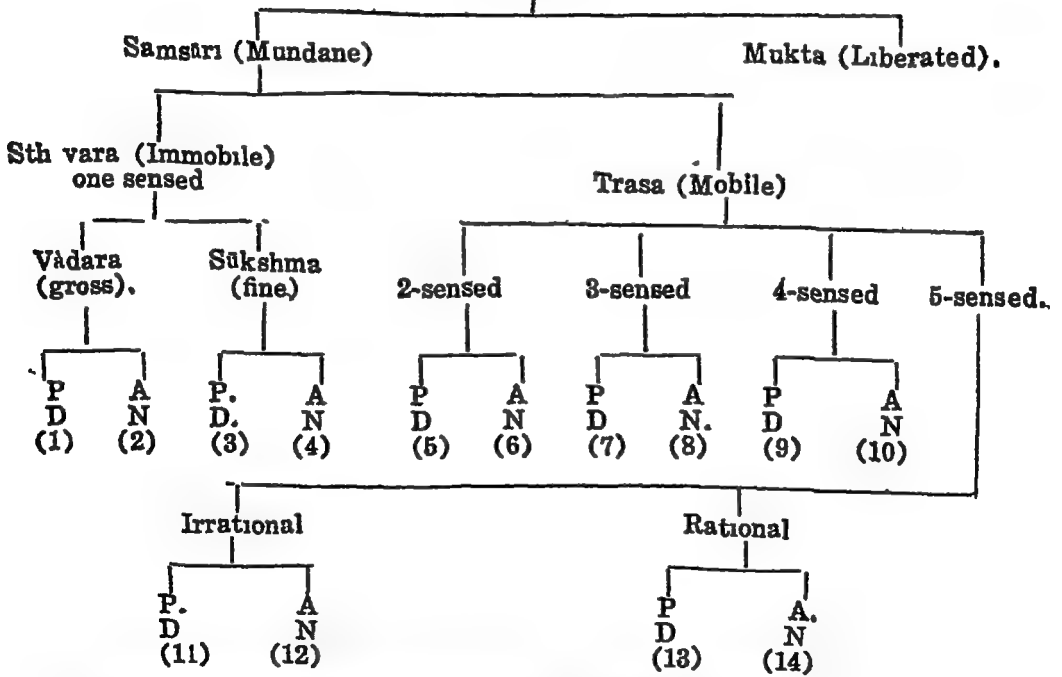 Samsāri (Mundane)
Mukta (Liberated).
Sth vara (Immobile)
one sensed
Trasa (Mobile)
Vàdara
(gross).
Sūkshma
(fine)
2-sensed
3-sensed
4-sensed
5-sensed.
P A P. A P A P A P A
D N D. N D N D N. D N
(1) (2) (3) (4) (5) (6) (7) (8) (9) (10)
Irrational
Rational
P. A P A.
D N D N
(11) (12) (13) (14)